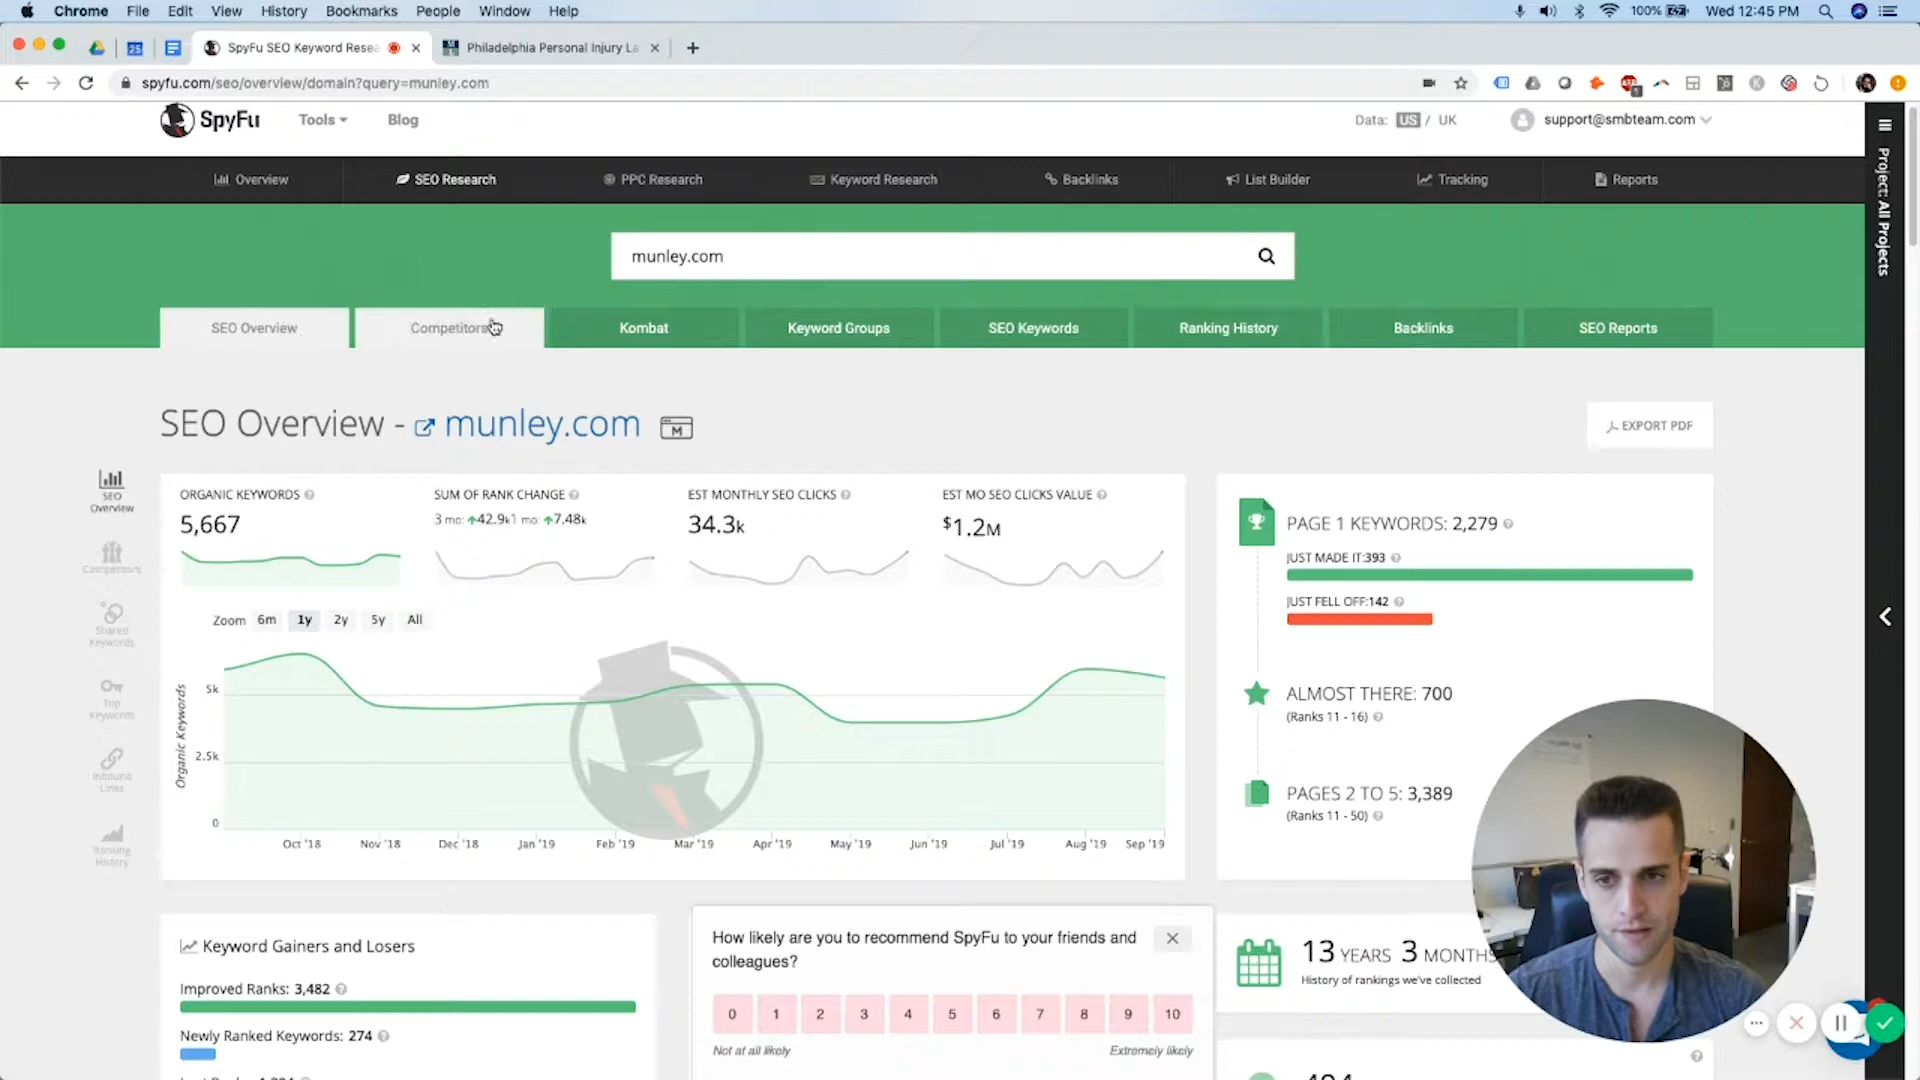 Chrome File Edit View History Bookmarks People Window Help 100% Wed 12:45 PM
SpyFu SEO Keyword Resea
Philadelphia Personal Injury La
spyfu.com/seo/overview/domain?query=munley.com
SpyFu Tools Blog Data: US / UK support@smbteam.com
Overview SEO Research PPC Research Keyword Research Backlinks List Builder Tracking Reports
Project: All Projects
munley.com
SEO Overview Competitors Kombat Keyword Groups SEO Keywords Ranking History Backlinks SEO Reports
SEO Overview - munley.com
EXPORT PDF
SEO Overview
Competitors
Shared Keywords
Top Keywords
Inbound Links
Ranking History
ORGANIC KEYWORDS
5,667
SUM OF RANK CHANGE
3 mo: 42.9k 1 mo: 7.48k
EST MONTHLY SEO CLICKS
34.3k
EST MO SEO CLICKS VALUE
$1.2M
Zoom 6m 1y 2y 5y All
Organic Keywords
5k
2.5k
0
Oct '18 Nov '18 Dec '18 Jan '19 Feb '19 Mar '19 Apr '19 May '19 Jun '19 Jul '19 Aug '19 Sep '19
PAGE 1 KEYWORDS: 2,279
JUST MADE IT:393
JUST FELL OFF:142
ALMOST THERE: 700
(Ranks 11 - 16)
PAGES 2 TO 5: 3,389
(Ranks 11 - 50)
Keyword Gainers and Losers
Improved Ranks: 3,482
Newly Ranked Keywords: 274
How likely are you to recommend SpyFu to your friends and
colleagues?
0 1 2 3 4 5 6 7 8 9 10
Not at all likely Extremely likely
13 YEARS 3 MONTHS
History of rankings we've collected